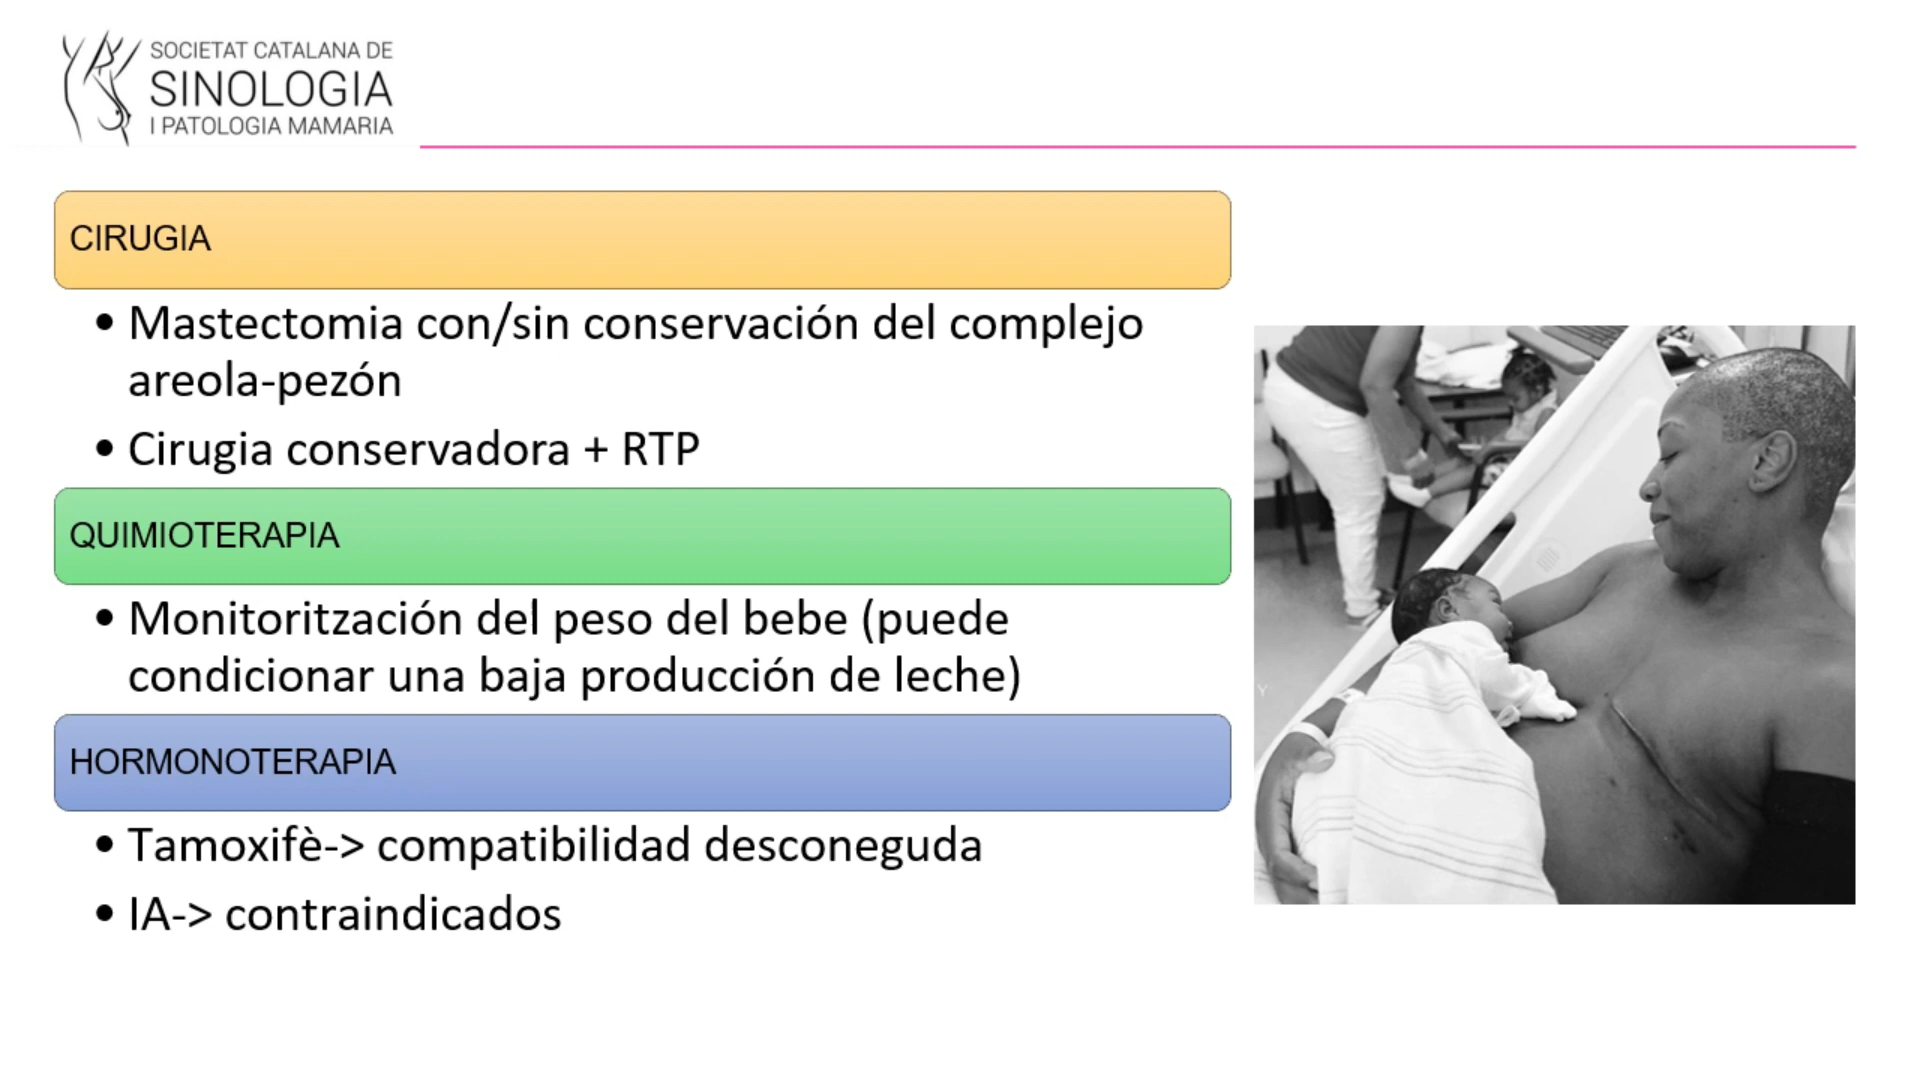 SOCIETAT CATALANA DE
SINOLOGIA
I PATOLOGIA MAMARIA
CIRUGIA
• Mastectomia con/sin conservación del complejo
areola-pezón
• Cirugia conservadora + RTP
QUIMIOTERAPIA
• Monitoritzación del peso del bebe (puede
condicionar una baja producción de leche)
HORMONOTERAPIA
• Tamoxifè-> compatibilidad desconeguda
• IA-> contraindicados
Y